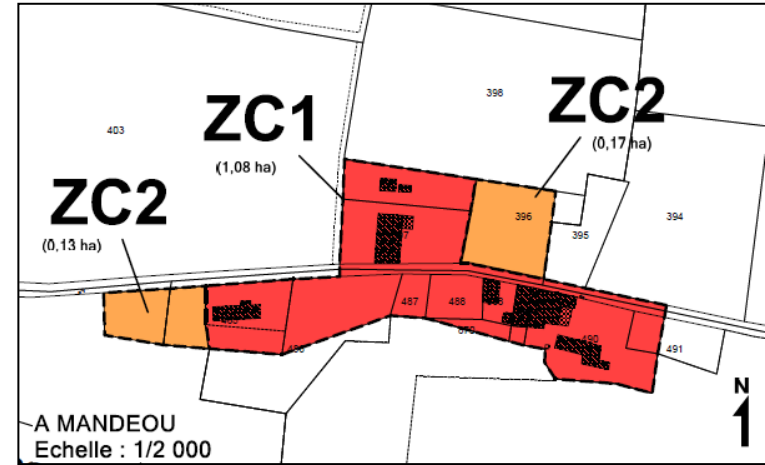 398
ZC2
(0,17 ha)
ZC1
(1,08 ha)
403
ZC2
(0,13 ha)
396
395
394
487
488
490
491
A MANDEOU
Echelle : 1/2 000
N